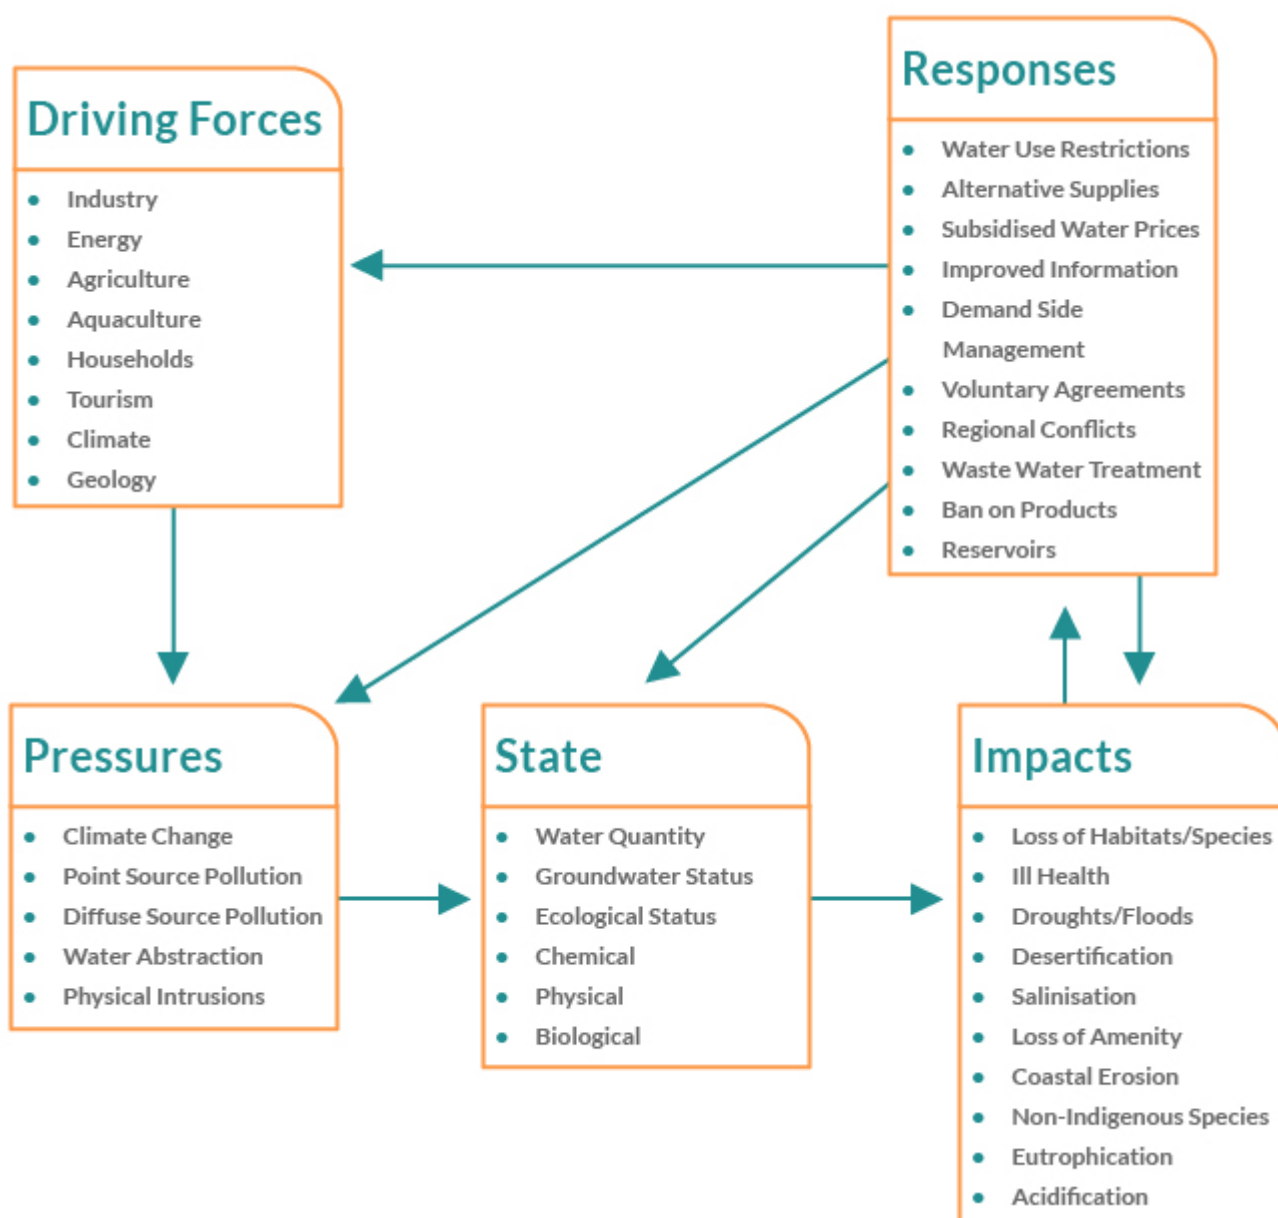 Driving Forces
Industry
Energy
Agriculture
Aquaculture
Households
Tourism
Climate
Geology
Responses
Water Use Restrictions
Alternative Supplies
Subsidised Water Prices
Improved Information
Demand Side
Management
Voluntary Agreements
Regional Conflicts
Waste Water Treatment
Ban on Products
Reservoirs
Pressures
Climate Change
Point Source Pollution
Diffuse Source Pollution
Water Abstraction
Physical Intrusions
State
Water Quantity
Groundwater Status
Ecological Status
Chemical
Physical
Biological
Impacts
Loss of Habitats/Species
Ill Health
Droughts/Floods
Desertification
Salinisation
Loss of Amenity
Coastal Erosion
Non-Indigenous Species
Eutrophication
Acidification